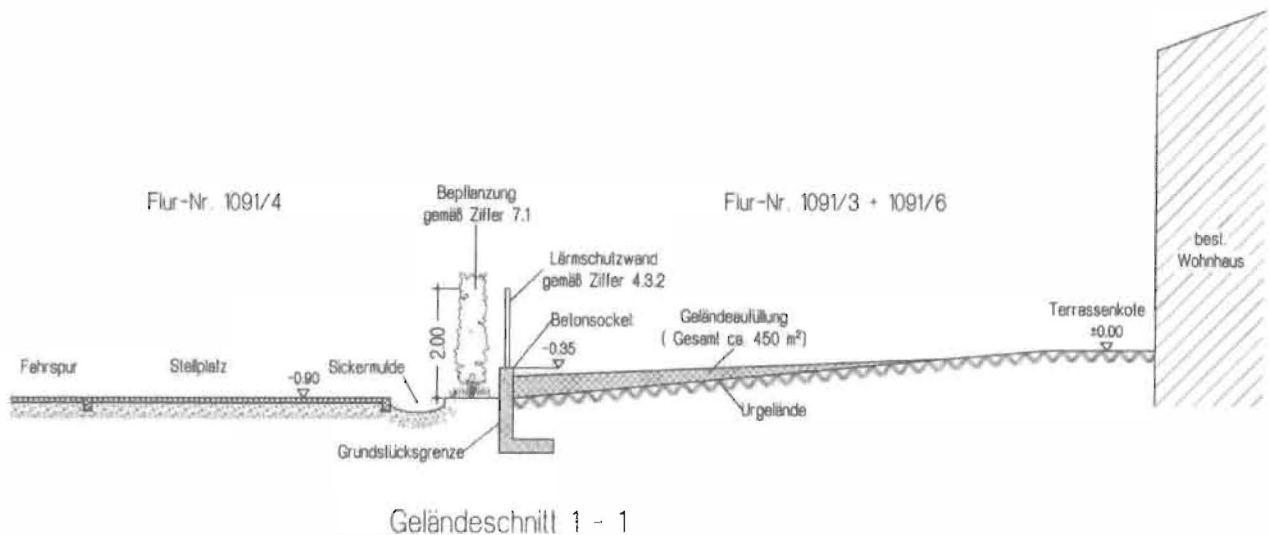 Flur-Nr. 1091/4
Bepflanzung
gemäß Ziffer 7.1
Flur-Nr. 1091/3 + 1091/6
best.
Wohnhaus
Lärmschutzwand
gemäß Ziffer 4.3.2
2.00
Betonsockel
Geländeaufüllung
( Gesamt ca. 450 m²)
Terrassenkote
±0.00
-0.35
Fahrspur
Stellplatz
-0.90
Sickermulde
Urgelände
Grundstücksgrenze
Geländeschnitt 1 - 1